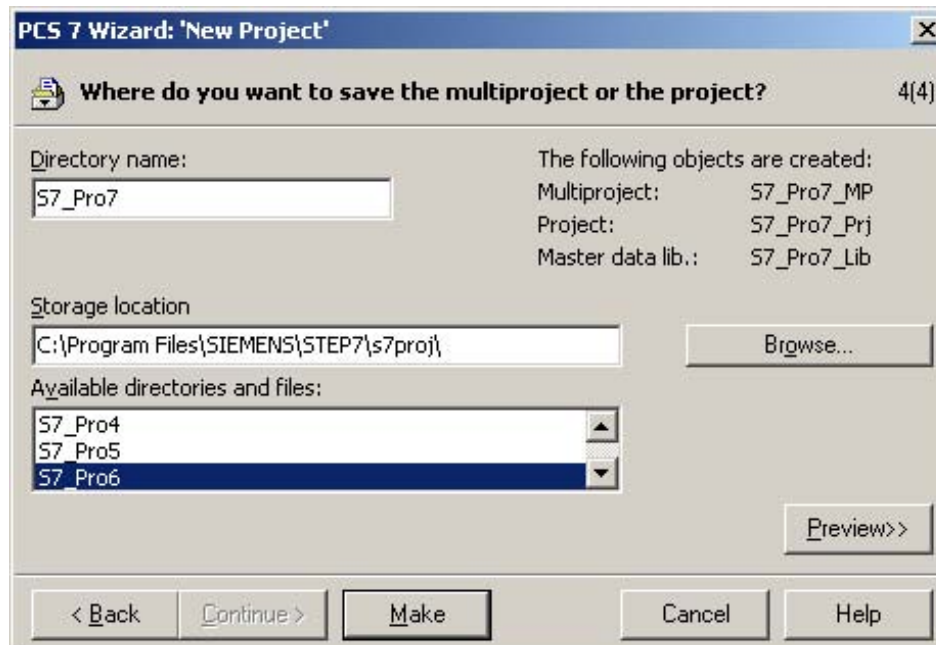 PCS 7 Wizard: 'New Project'
Where do you want to save the multiproject or the project?
4(4)
Directory name:
S7_Pro7
The following objects are created:
Multiproject: S7_Pro7_MP
Project: S7_Pro7_Prj
Master data lib.: S7_Pro7_Lib
Storage location
C:\Program Files\SIEMENS\STEP7\s7proj\
Browse...
Available directories and files:
S7_Pro4
S7_Pro5
S7_Pro6
Preview>>
< Back Continue > Make Cancel Help